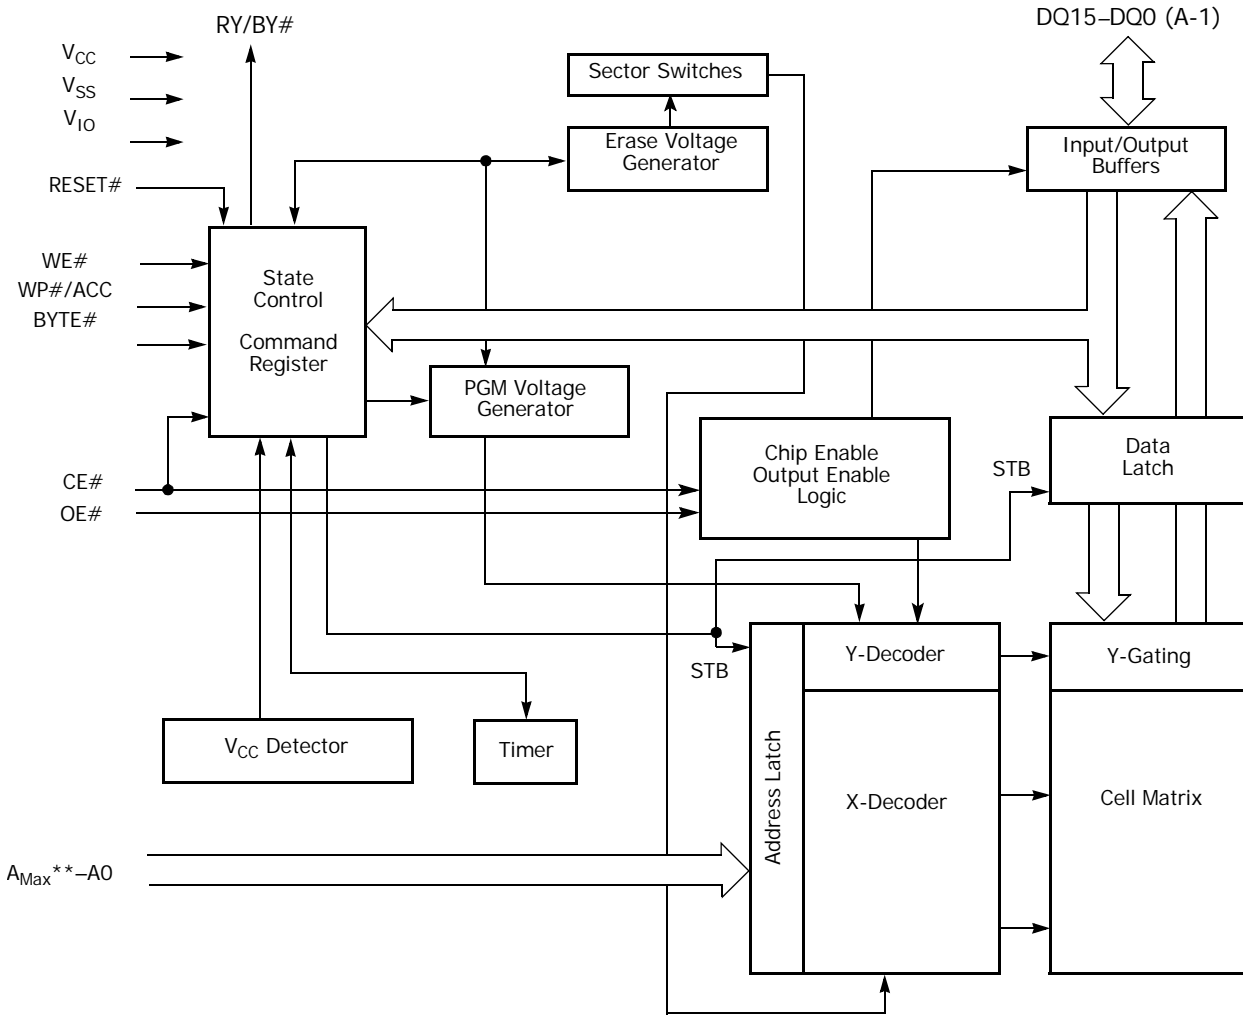 RY/BY#
DQ15–DQ0 (A-1)
VCC
VSS
VIO
RESET#
WE#
WP#/ACC
BYTE#
CE#
OE#
Sector Switches
Erase Voltage
Generator
Input/Output
Buffers
State
Control
Command
Register
PGM Voltage
Generator
Chip Enable
Output Enable
Logic
STB
Data
Latch
STB
Y-Decoder
Y-Gating
VCC Detector
Timer
Address Latch
X-Decoder
Cell Matrix
AMax**–A0